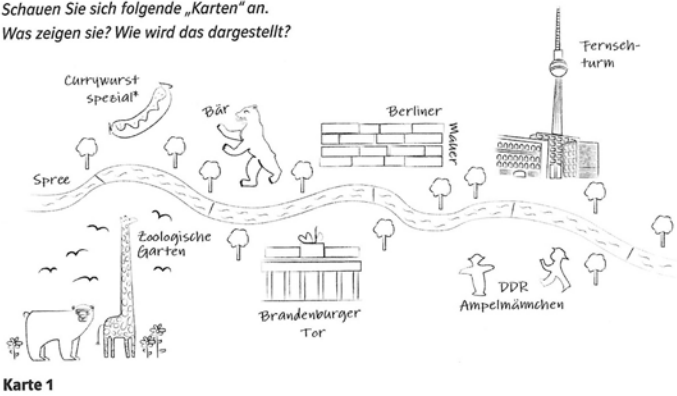 Schauen Sie sich folgende „Karten“ an.
Was zeigen sie? Wie wird das dargestellt?
Fernseh-
turm
Currywurst
spezial*
Bär
Berliner
Mauer
Spree
Zoologische
Garten
Brandenburger
Tor
DDR
Ampelmännchen
Karte 1